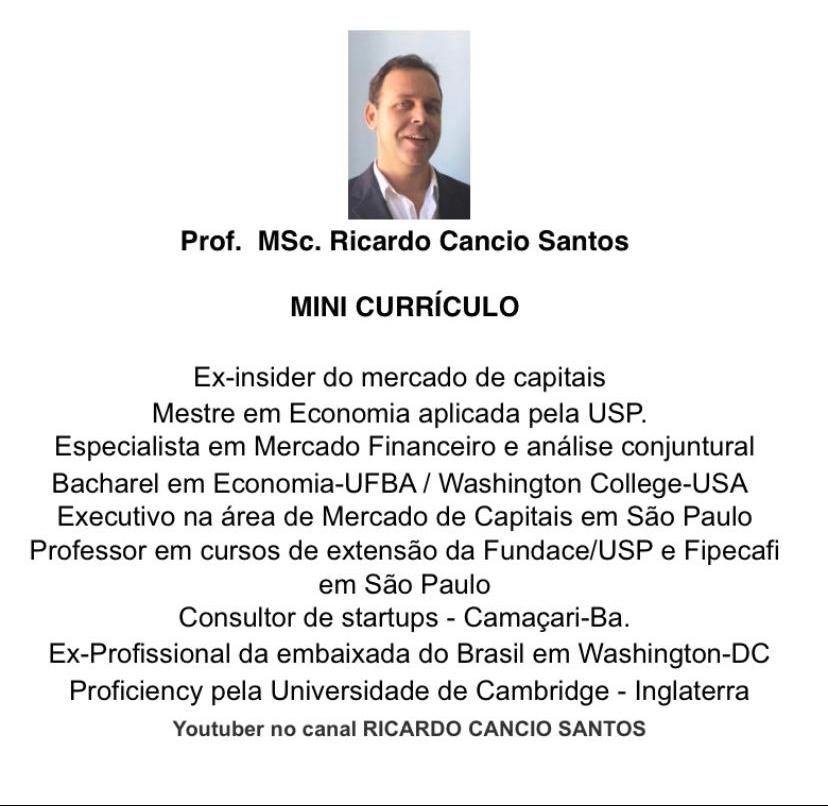 Prof. MSc. Ricardo Cancio Santos
MINI CURRÍCULO
Ex-insider do mercado de capitais
Mestre em Economia aplicada pela USP.
Especialista em Mercado Financeiro e análise conjuntural
Bacharel em Economia-UFBA / Washington College-USA
Executivo na área de Mercado de Capitais em São Paulo
Professor em cursos de extensão da Fundace/USP e Fipecafi
em São Paulo
Consultor de startups - Camaçari-Ba.
Ex-Profissional da embaixada do Brasil em Washington-DC
Proficiency pela Universidade de Cambridge - Inglaterra
Youtuber no canal RICARDO CANCIO SANTOS